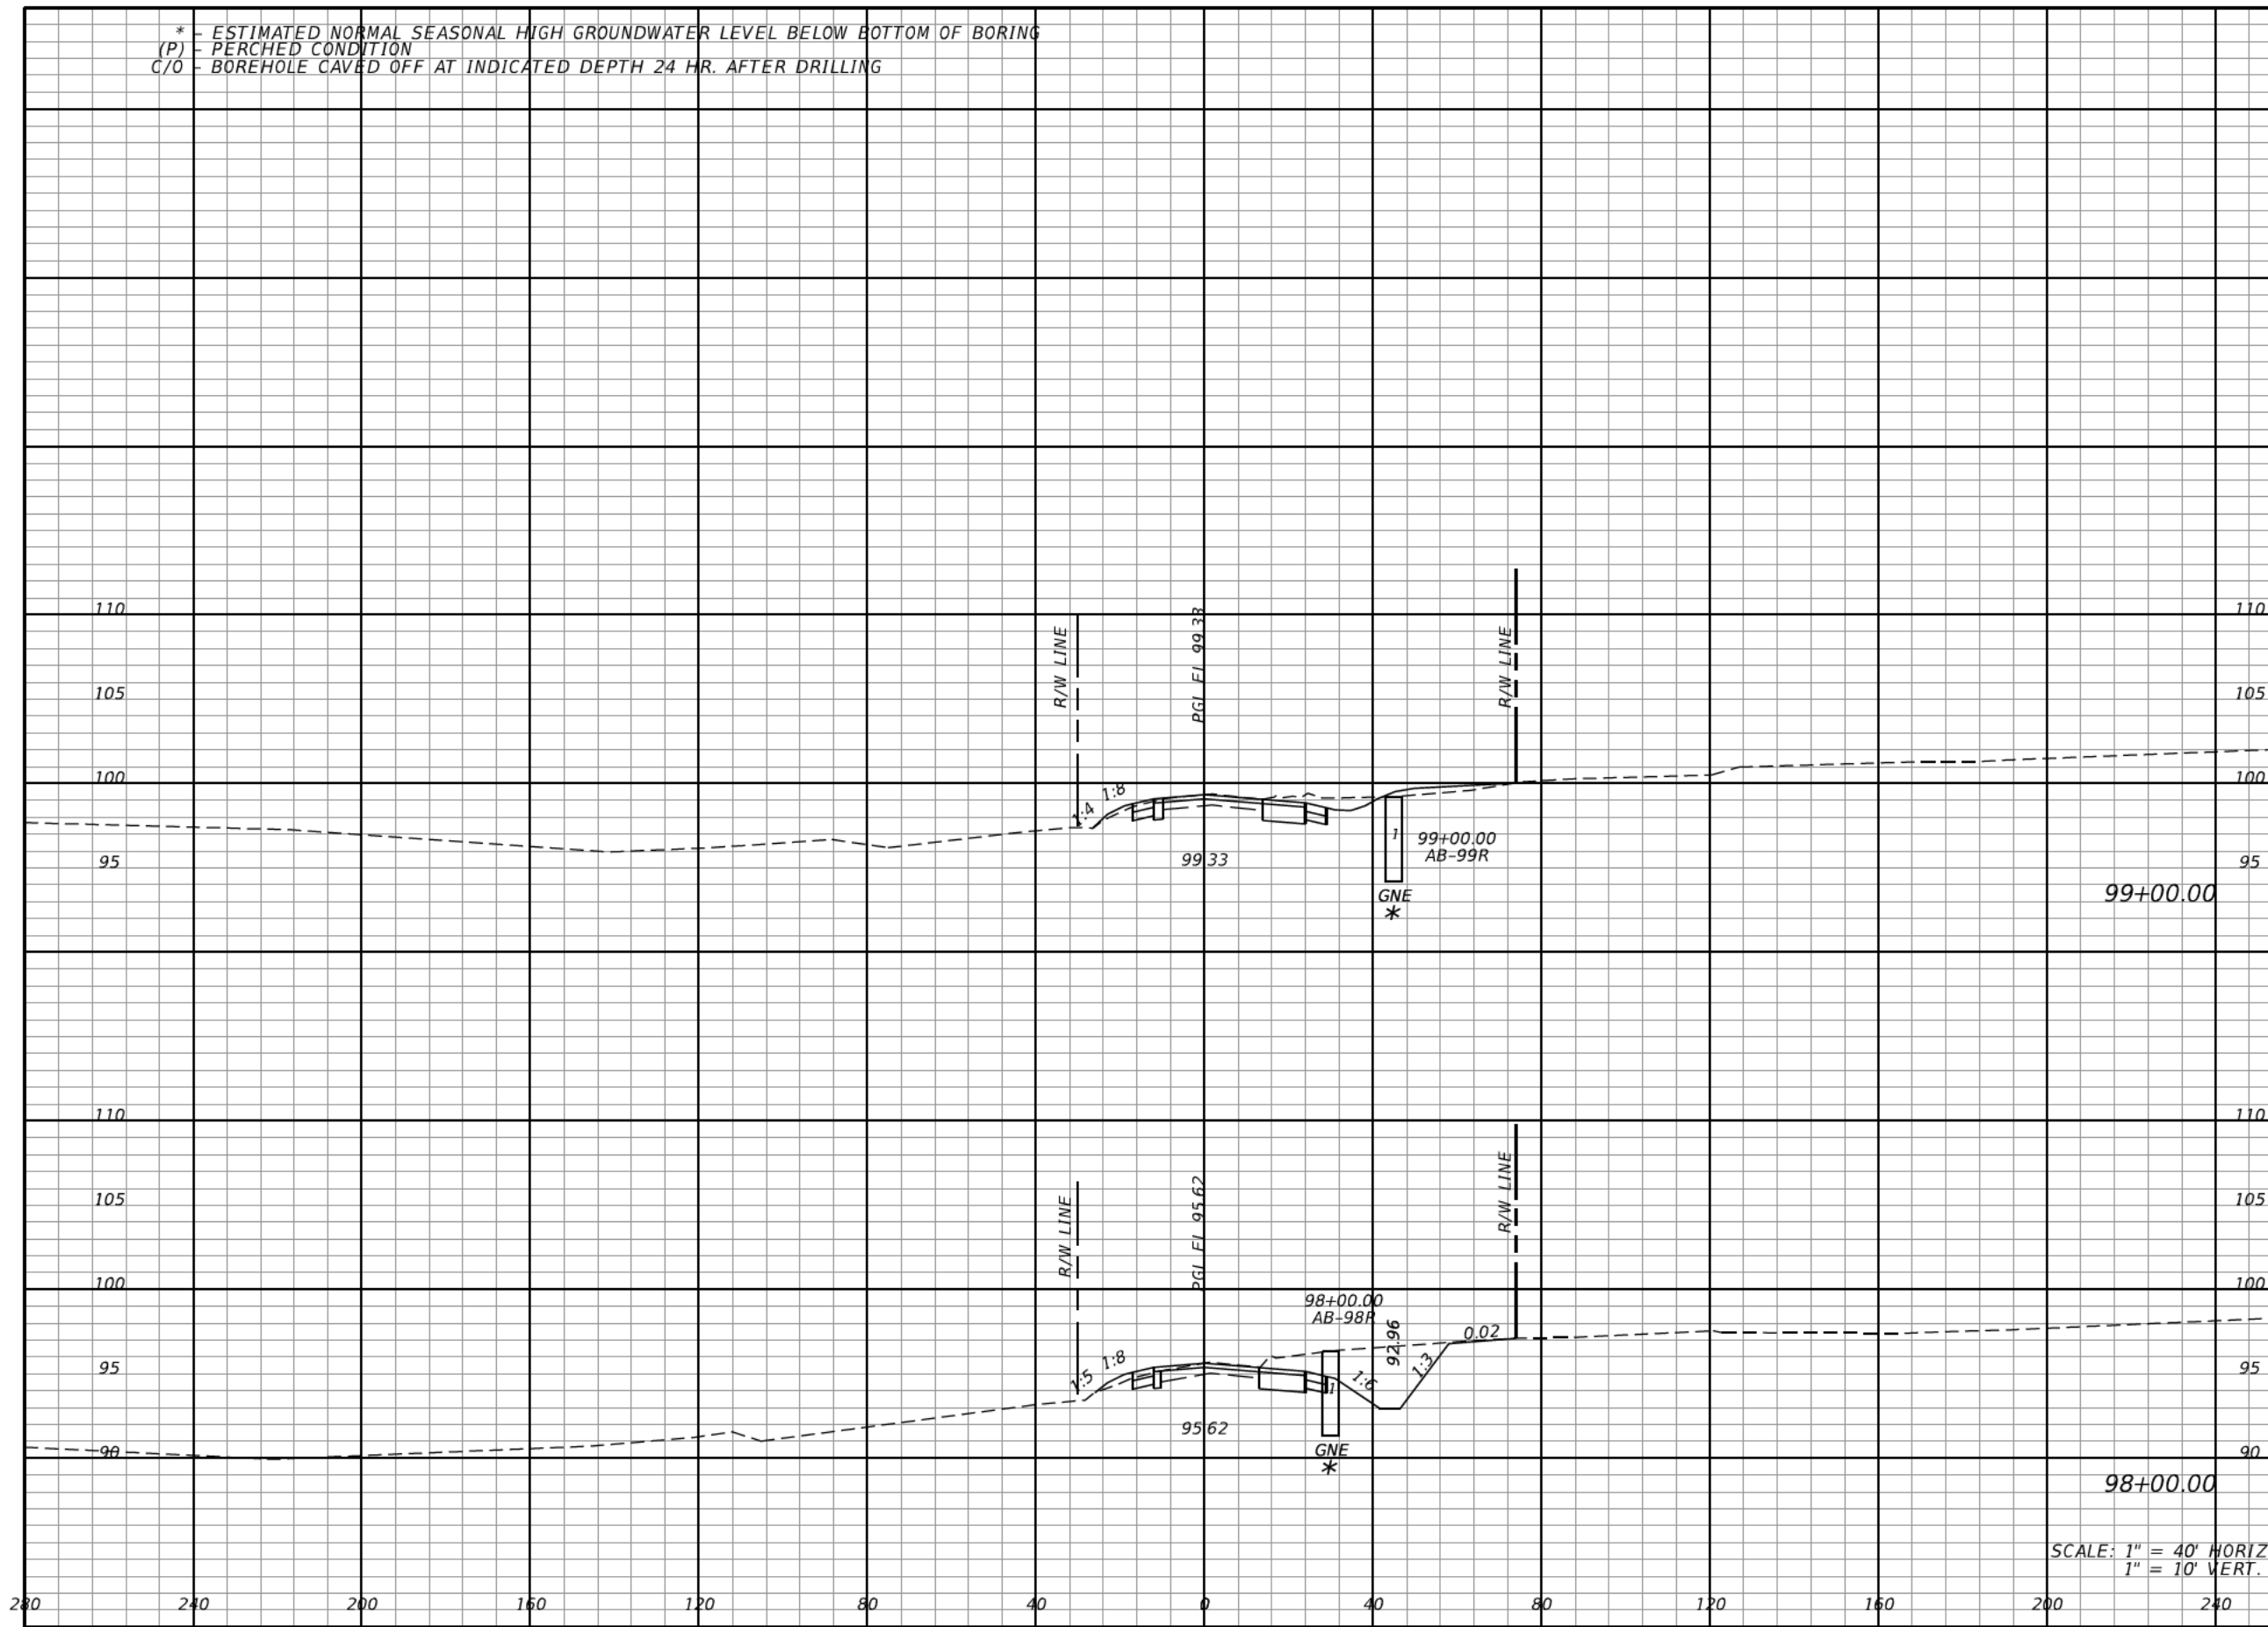 * - ESTIMATED NORMAL SEASONAL HIGH GROUNDWATER LEVEL BELOW BOTTOM OF BORING
(P) - PERCHED CONDITION
C/O - BOREHOLE CAVED OFF AT INDICATED DEPTH 24 HR. AFTER DRILLING
110
R/W LINE
PGL EL 99.33
R/W LINE
110
105
105
100
1:4
1:8
100
95
99.33
1
99+00.00
AB-99R
95
GNE
*
99+00.00
110
110
105
R/W LINE
PGL EL 95.62
R/W LINE
105
100
100
98+00.00
AB-98R
92.96
0.02
95
1:5
1:8
1
1:6
1:3
95
95.62
90
GNE
*
90
98+00.00
SCALE: 1" = 40' HORIZ
1" = 10' VERT.
280 240 200 160 120 40 0 40 80 120 160 200 240
80